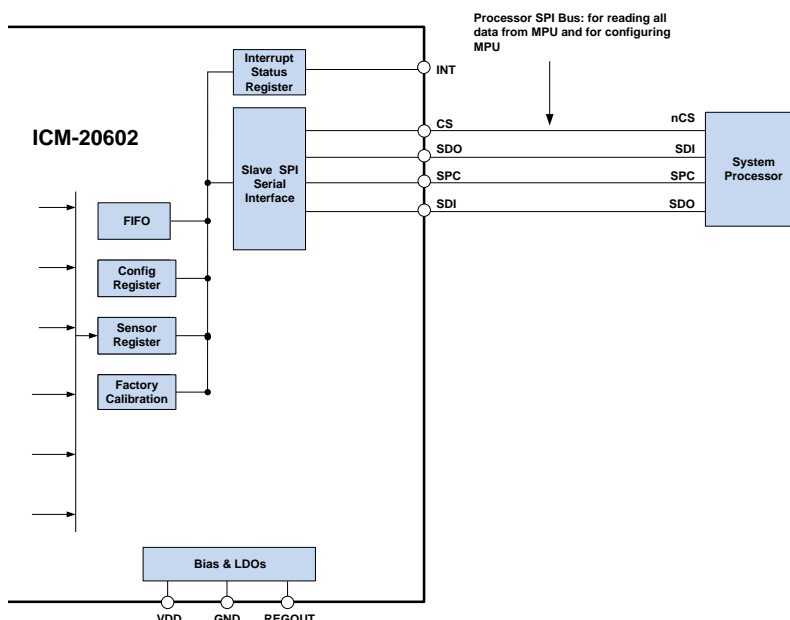 Processor SPI Bus: for reading all
data from MPU and for configuring
MPU
Interrupt
Status
Register
INT
ICM-20602
CS
nCS
SDO
SDI
Slave SPI
Serial
Interface
System
Processor
SPC
SPC
SDI
SDO
FIFO
Config
Register
Sensor
Register
Factory
Calibration
Bias & LDOs
VDD
GND
REGOUT